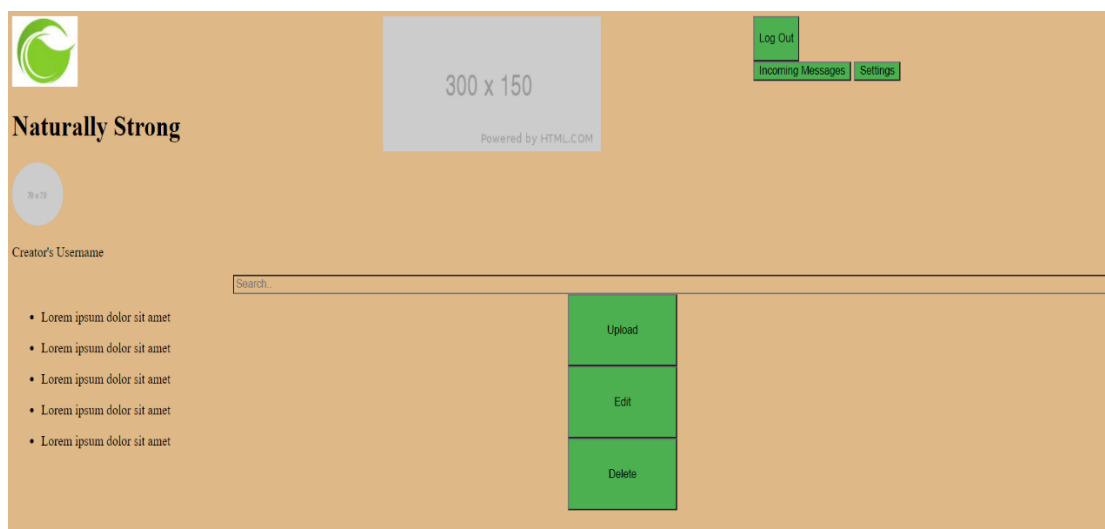 300 x 150
Powered by HTML.COM
Log Out
Incoming Messages Settings
Naturally Strong
70 x 70
Creator's Username
Search..
Lorem ipsum dolor sit amet
Lorem ipsum dolor sit amet
Lorem ipsum dolor sit amet
Lorem ipsum dolor sit amet
Lorem ipsum dolor sit amet
Upload
Edit
Delete